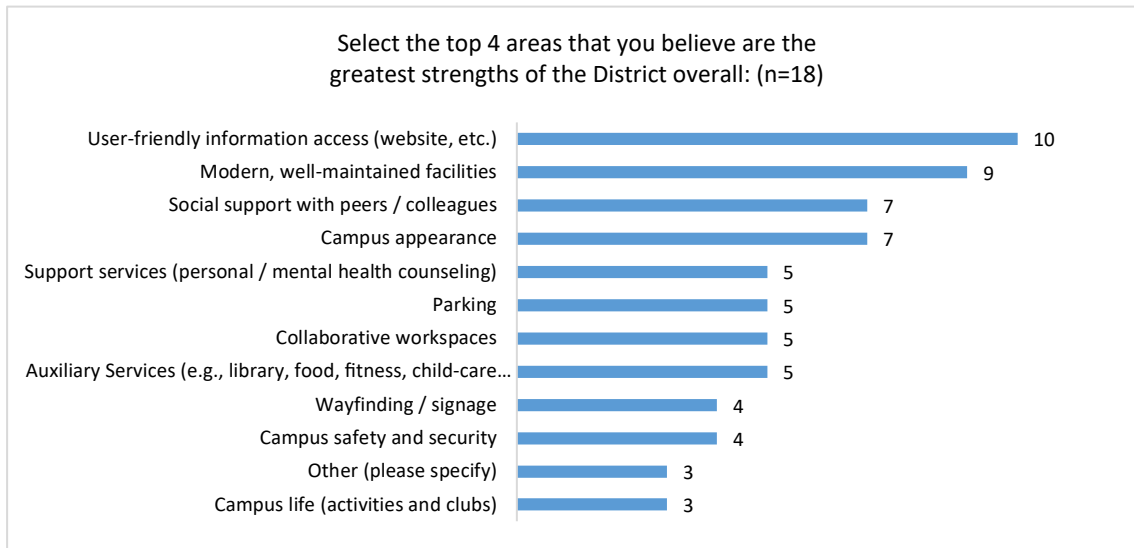 Select the top 4 areas that you believe are the
greatest strengths of the District overall: (n=18)
User-friendly information access (website, etc.) 10
Modern, well-maintained facilities 9
Social support with peers / colleagues 7
Campus appearance 7
Support services (personal / mental health counseling) 5
Parking 5
Collaborative workspaces 5
Auxiliary Services (e.g., library, food, fitness, child-care... 5
Wayfinding / signage 4
Campus safety and security 4
Other (please specify) 3
Campus life (activities and clubs) 3